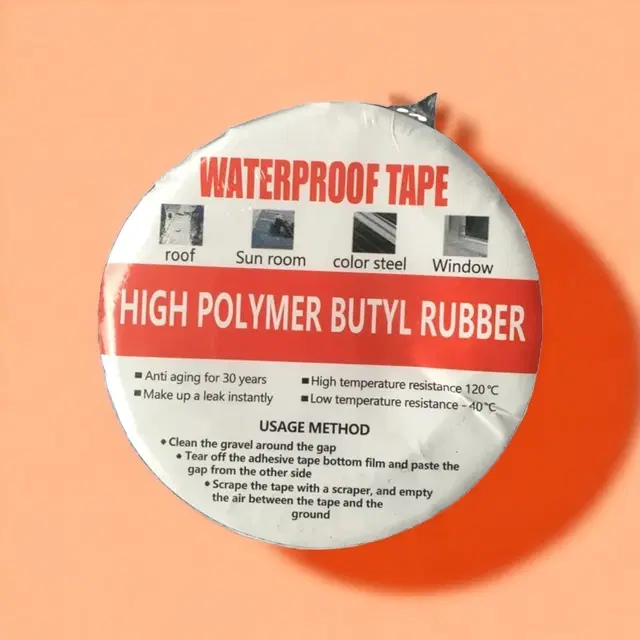 WATERPROOF TAPE
roof Sun room color steel Window
HIGH POLYMER BUTYL RUBBER
■ Anti aging for 30 years ■ High temperature resistance 120℃
■ Make up a leak instantly ■ Low temperature resistance - 40℃
USAGE METHOD
◆ Clean the gravel around the gap
◆ Tear off the adhesive tape bottom film and paste the
gap from the other side
◆ Scrape the tape with a scraper, and empty
the air between the tape and the
ground